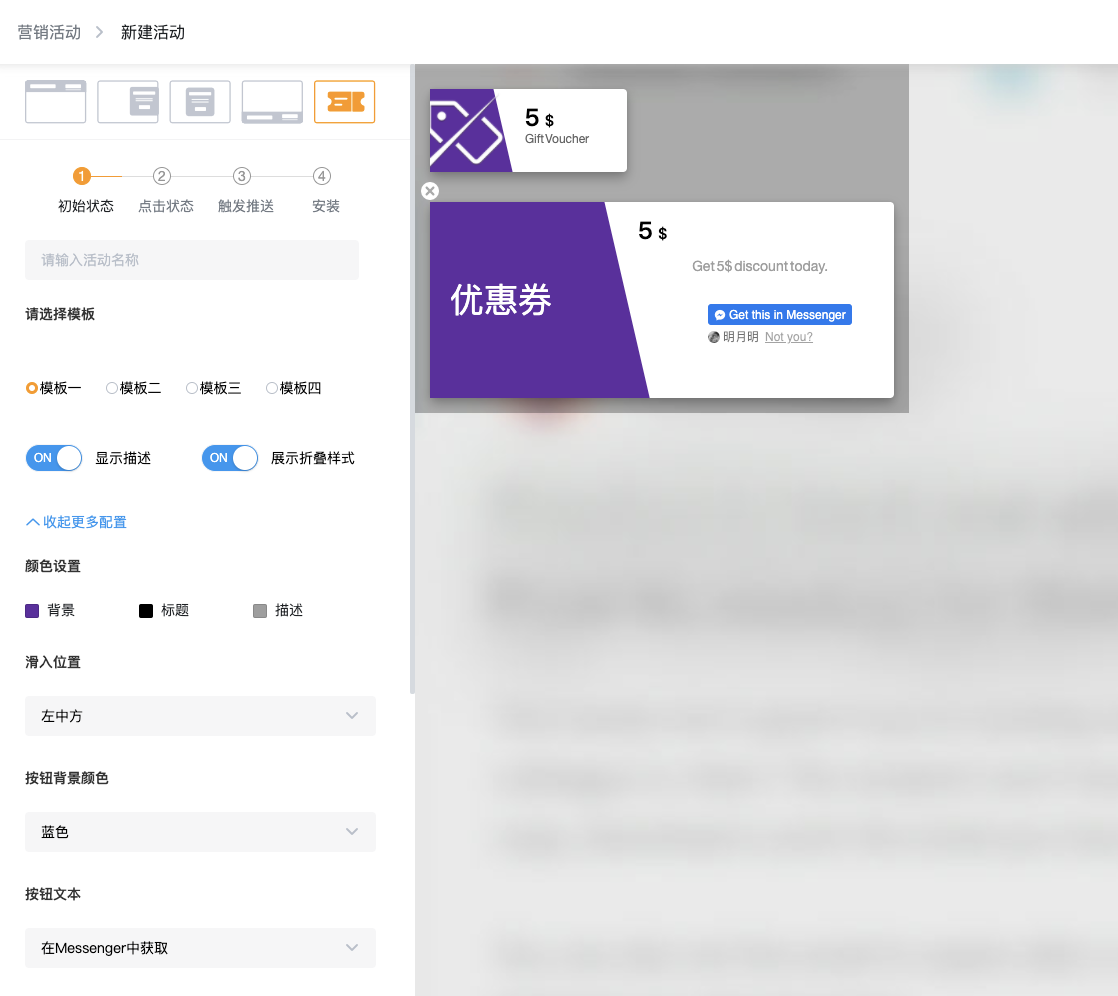 营销活动 新建活动
1 2 3 4
初始状态 点击状态 触发推送 安装
请输入活动名称
请选择模板
模板一 模板二 模板三 模板四
ON 显示描述 ON 展示折叠样式
收起更多配置
颜色设置
背景 标题 描述
滑入位置
左中方
按钮背景颜色
蓝色
按钮文本
在Messenger中获取
5 $
Gift Voucher
优惠券
5 $
Get 5$ discount today.
Get this in Messenger
明月明 Not you?